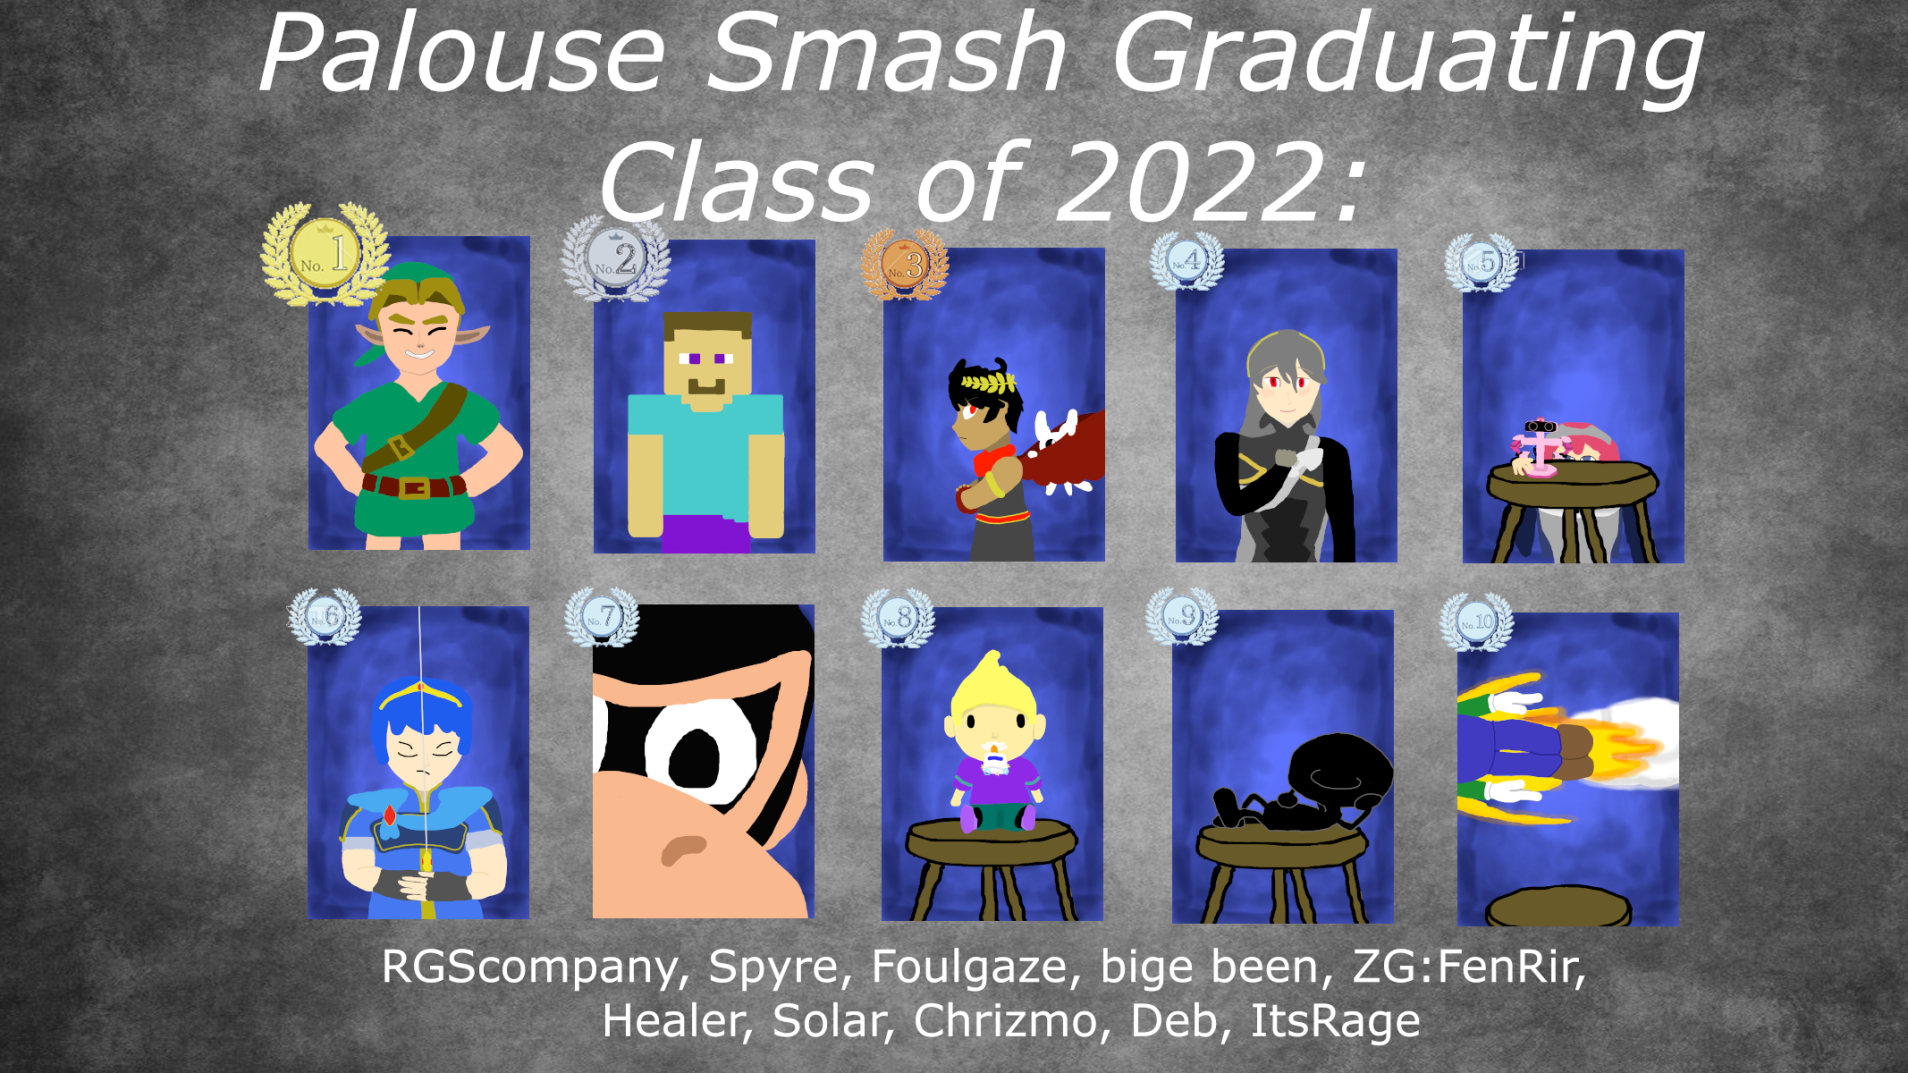 Palouse Smash Graduating
Class of 2022:
No. 1
No. 2
No. 3
No. 4
No. 5
No. 6
No. 7
No. 8
No. 9
No. 10
RGScompany, Spyre, Foulgaze, bige been, ZG:FenRir,
Healer, Solar, Chrizmo, Deb, ItsRage